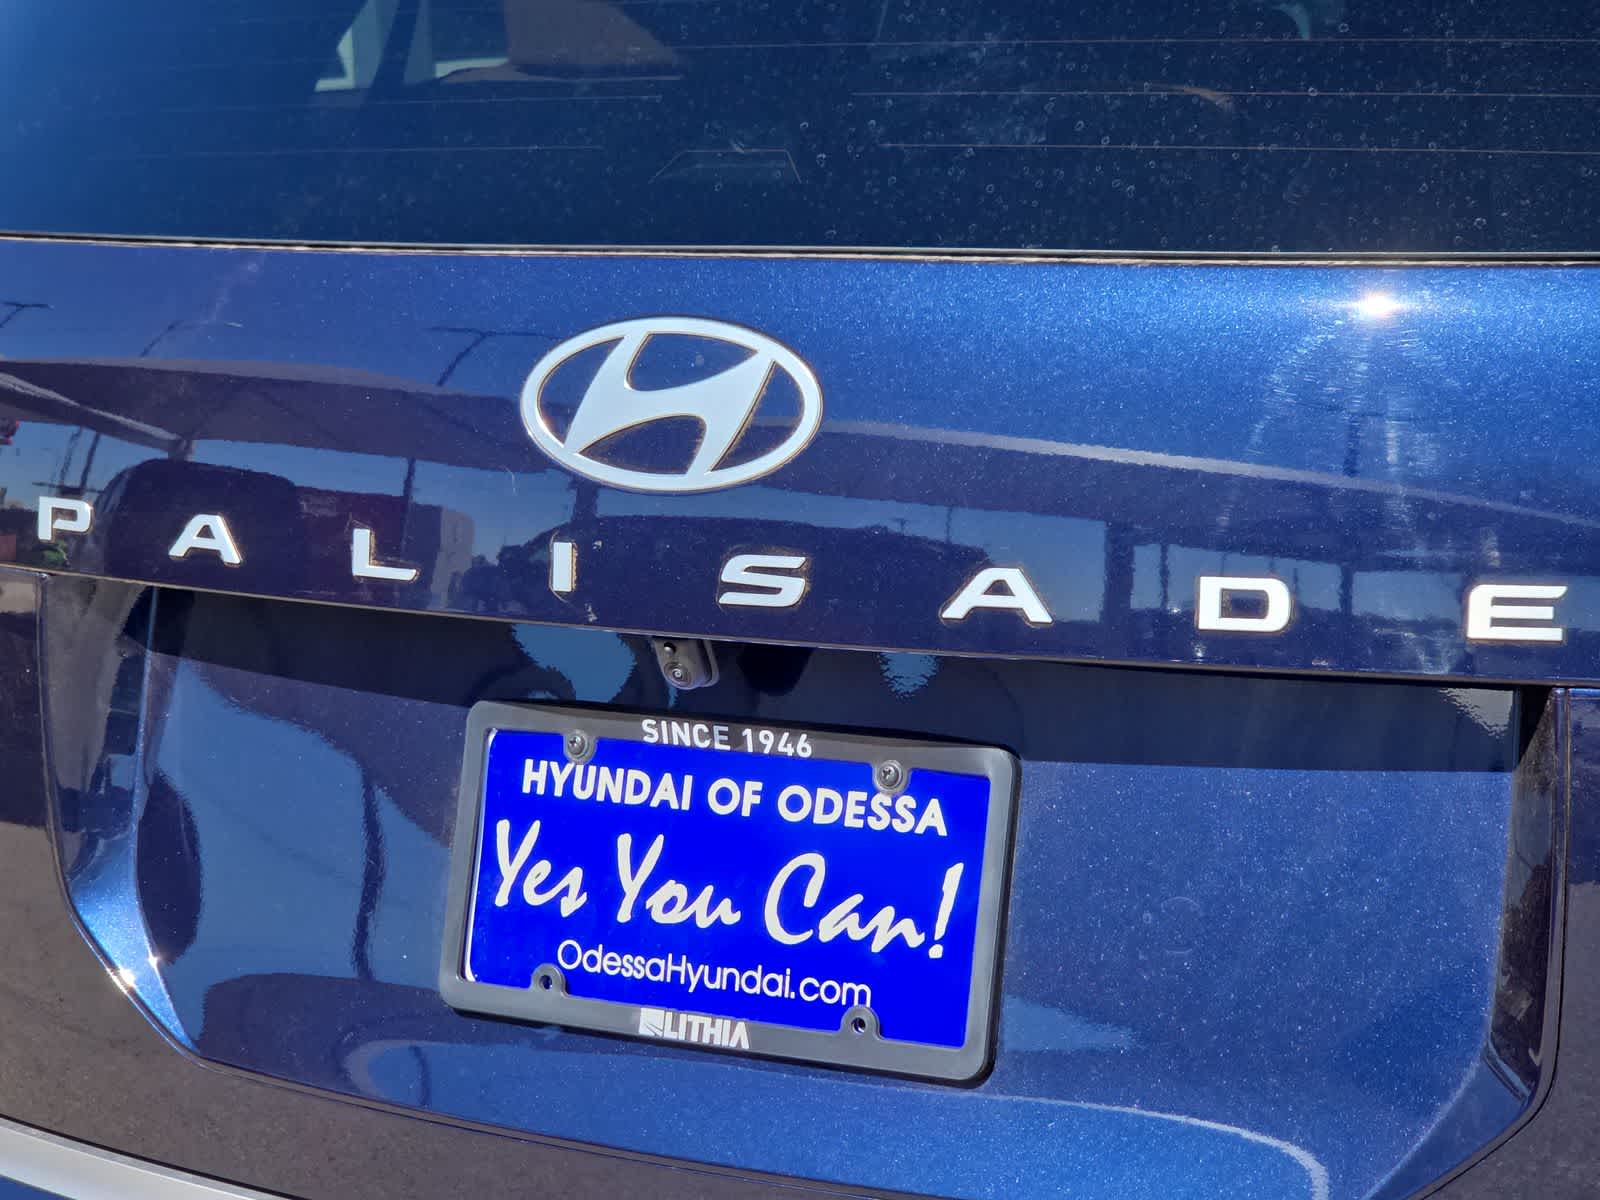 PALISADE
SINCE 1946
HYUNDAI OF ODESSA
Yes You Can!
OdessaHyundai.com
LITHIA